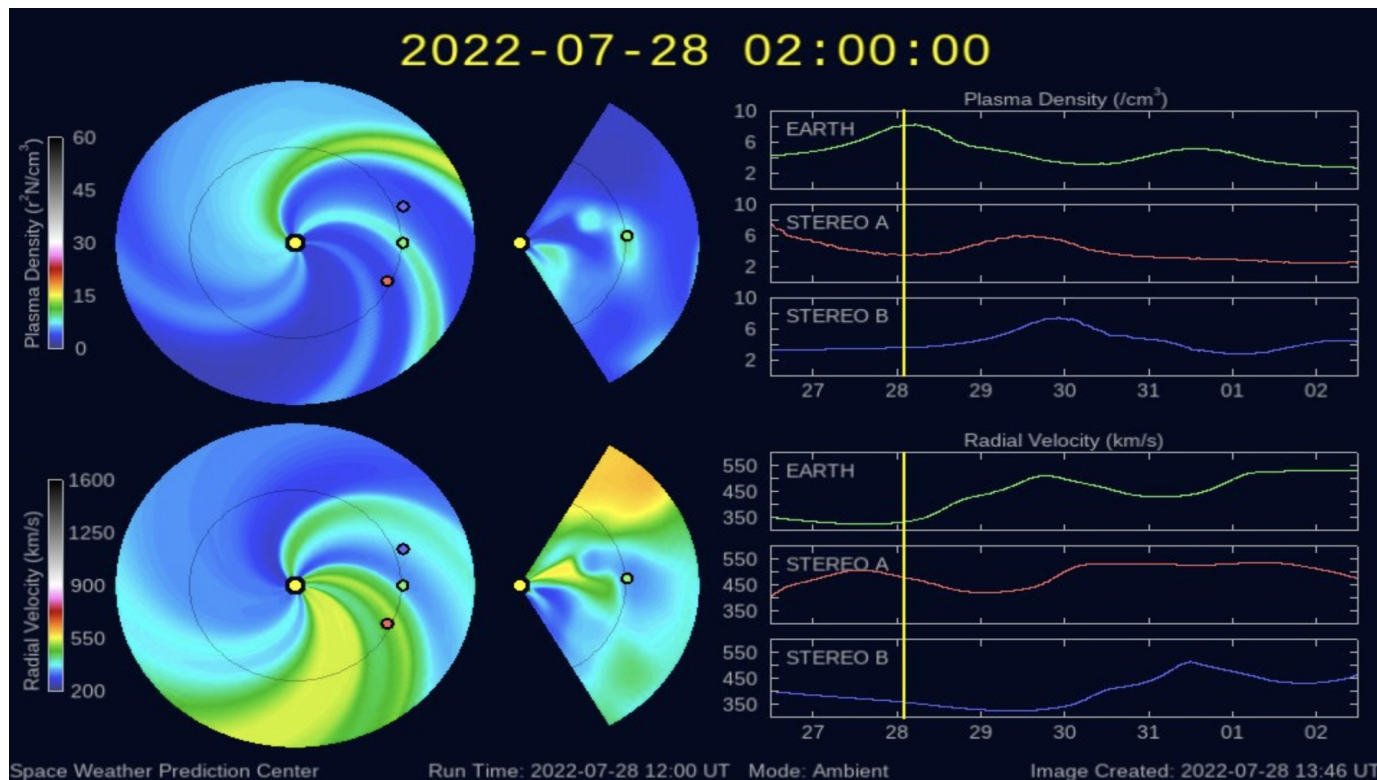 2022-07-28 02:00:00
Plasma Density (r²N/cm³)
60
45
30
15
0
Plasma Density (/cm³)
10
6
2
EARTH
10
6
2
STEREO A
10
6
2
STEREO B
27 28 29 30 31 01 02
Radial Velocity (km/s)
1600
1250
900
550
200
Radial Velocity (km/s)
550
450
350
EARTH
550
450
350
STEREO A
550
450
350
STEREO B
27 28 29 30 31 01 02
Space Weather Prediction Center Run Time: 2022-07-28 12:00 UT Mode: Ambient Image Created: 2022-07-28 13:46 UT